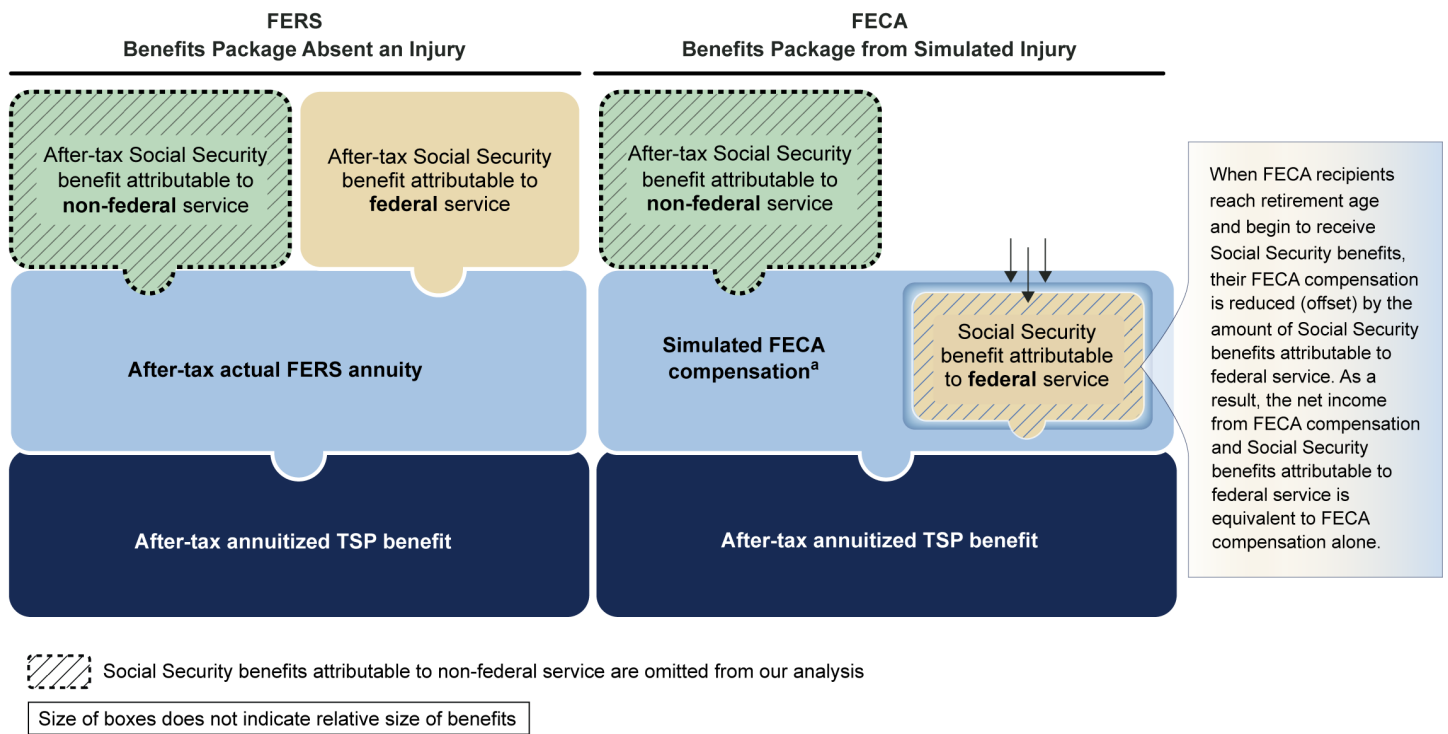 FERS
Benefits Package Absent an Injury
FECA
Benefits Package from Simulated Injury
After-tax Social Security
benefit attributable to
non-federal service
After-tax Social Security
benefit attributable to
federal service
After-tax actual FERS annuity
After-tax annuitized TSP benefit
After-tax Social Security
benefit attributable to
non-federal service
Simulated FECA
compensationª
Social Security
benefit attributable
to federal service
After-tax annuitized TSP benefit
When FECA recipients
reach retirement age
and begin to receive
Social Security benefits,
their FECA compensation
is reduced (offset) by the
amount of Social Security
benefits attributable to
federal service. As a
result, the net income
from FECA compensation
and Social Security
benefits attributable to
federal service is
equivalent to FECA
compensation alone.
Social Security benefits attributable to non-federal service are omitted from our analysis
Size of boxes does not indicate relative size of benefits